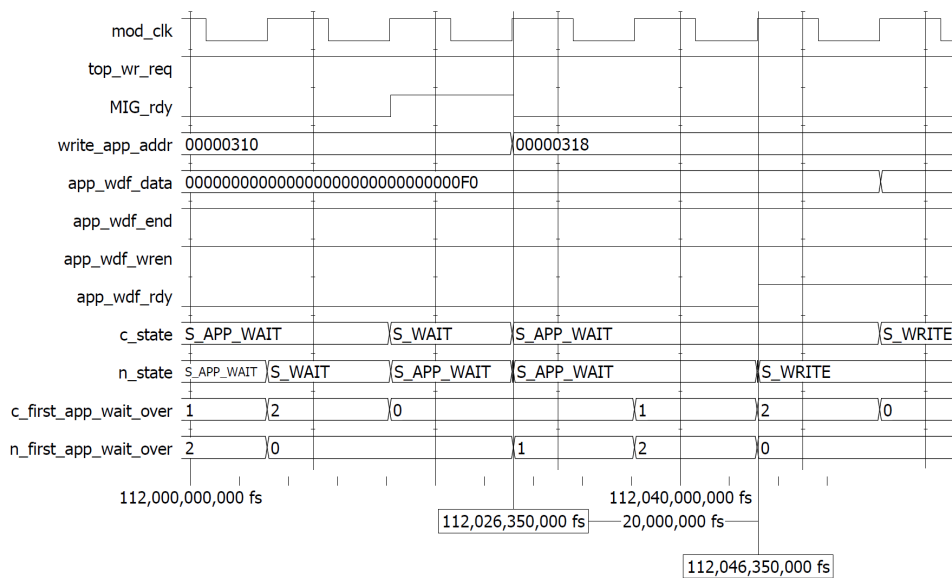 mod_clk
top_wr_req
MIG_rdy
write_app_addr 00000310 00000318
app_wdf_data 000000000000000000000000000000F0
app_wdf_end
app_wdf_wren
app_wdf_rdy
c_state S_APP_WAIT S_WAIT S_APP_WAIT S_WRITE
n_state S_APP_WAIT S_WAIT S_APP_WAIT S_APP_WAIT S_WRITE
c_first_app_wait_over 1 2 0 1 2 0
n_first_app_wait_over 2 0 1 2 0
112,000,000,000 fs 112,040,000,000 fs
112,026,350,000 fs 20,000,000 fs
112,046,350,000 fs